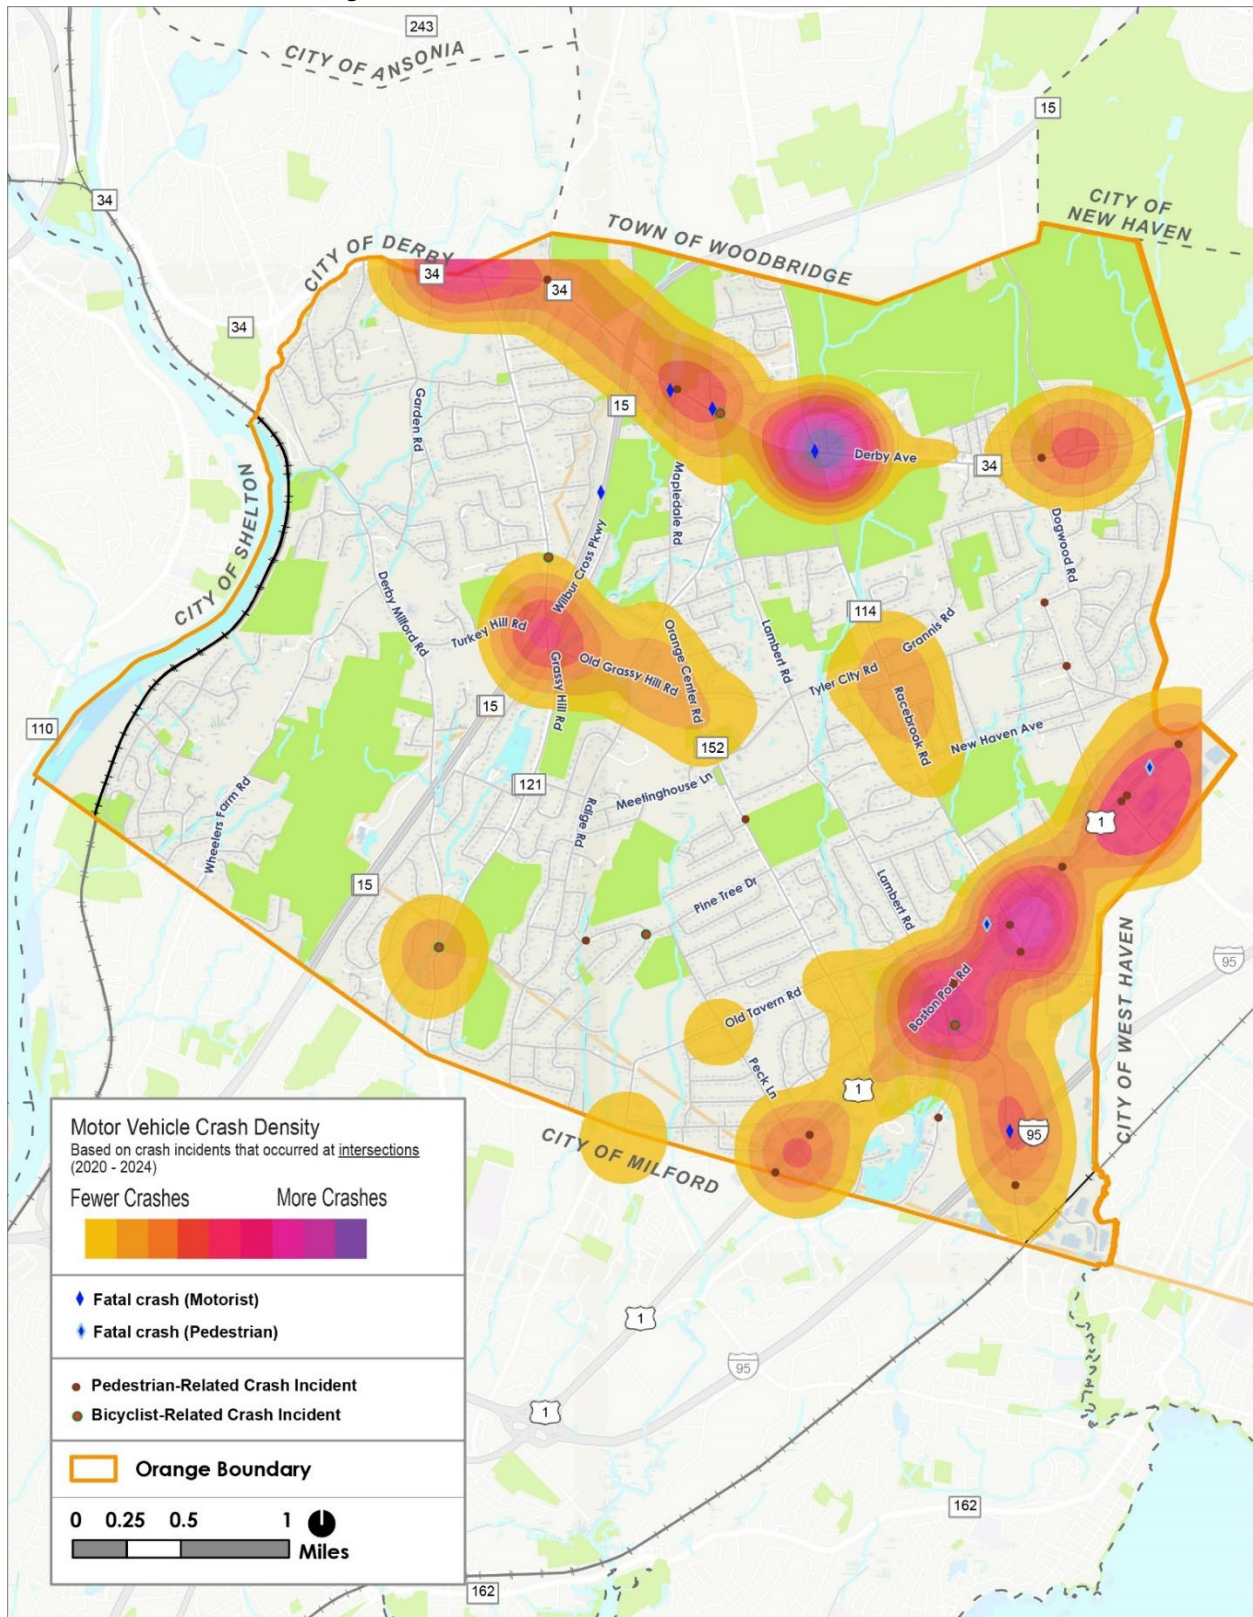 243
CITY OF ANSONIA
15
34
CITY OF
NEW HAVEN
TOWN OF WOODBRIDGE
CITY OF DERBY
34
34
34
Garden Rd
15
Mapledale Rd
Derby Ave
34
CITY OF SHELTON
Wilbur Cross Pkwy
Dogwood Rd
Derby Milford Rd
Turkey Hill Rd
114
Grannis Rd
Lambert Rd
Orange Center Rd
Old Grassy Hill Rd
Grassy Hill Rd
Tyler City Rd
Racebrook Rd
15
110
152
New Haven Ave
121
Meetinghouse Ln
Wheelers Farm Rd
Rdige Rd
1
15
Pine Tree Dr
Lambert Rd
CITY OF WEST HAVEN
95
Boston Post Rd
Old Tavern Rd
Peck Ln
1
95
CITY OF MILFORD
Motor Vehicle Crash Density
Based on crash incidents that occurred at intersections
(2020 - 2024)
Fewer Crashes More Crashes
Fatal crash (Motorist)
Fatal crash (Pedestrian)
Pedestrian-Related Crash Incident
Bicyclist-Related Crash Incident
Orange Boundary
0 0.25 0.5 1
Miles
1
95
1
162
162